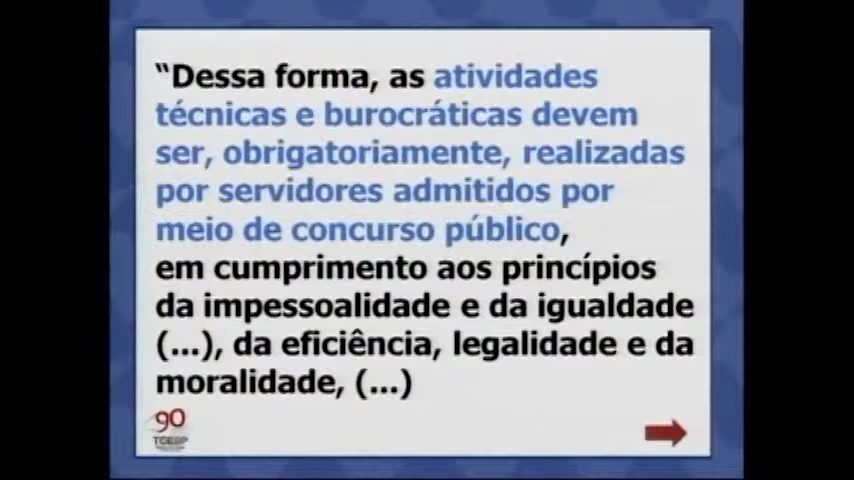 “Dessa forma, as atividades
técnicas e burocráticas devem
ser, obrigatoriamente, realizadas
por servidores admitidos por
meio de concurso público,
em cumprimento aos princípios
da impessoalidade e da igualdade
(...), da eficiência, legalidade e da
moralidade, (...)
90
TCESP